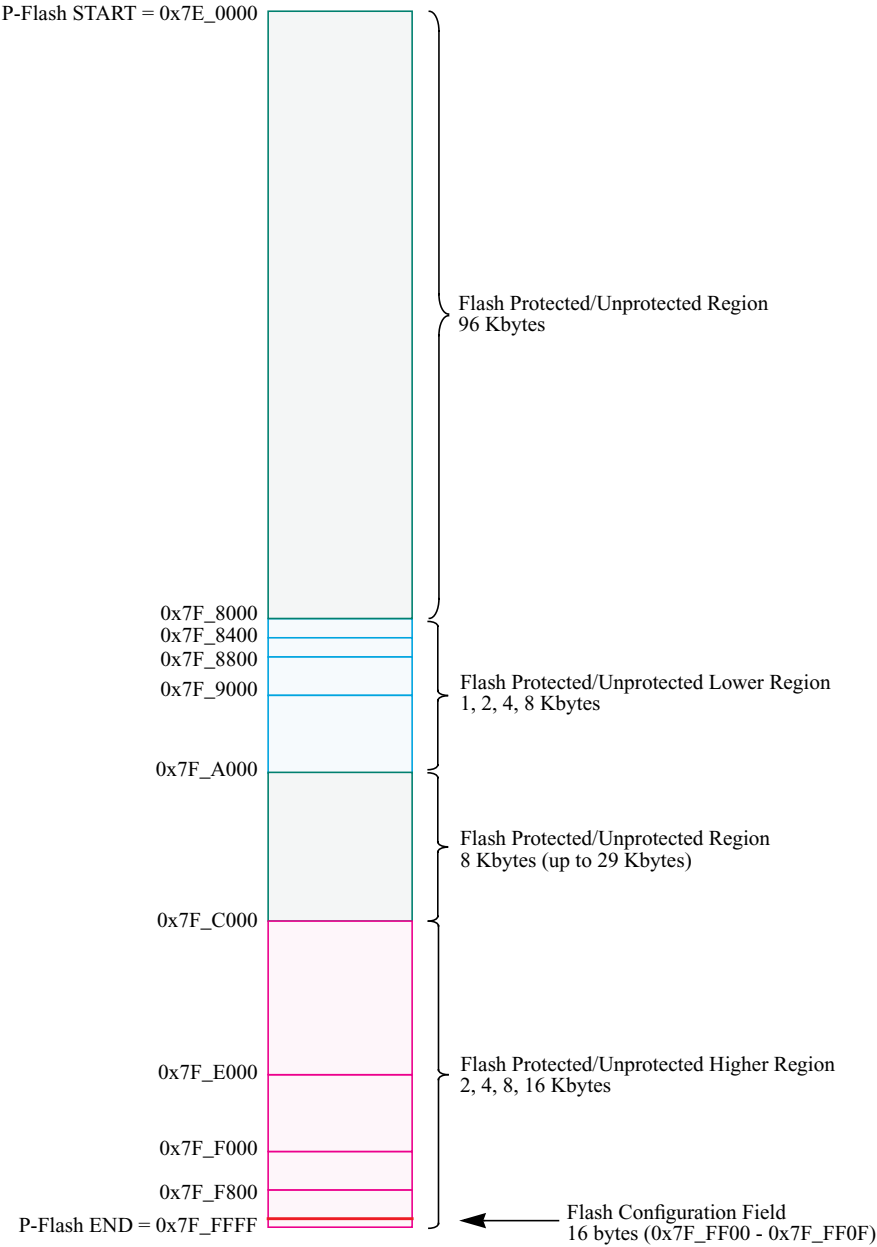 P-Flash START = 0x7E_0000
Flash Protected/Unprotected Region
96 Kbytes
0x7F_8000
0x7F_8400
0x7F_8800
0x7F_9000
Flash Protected/Unprotected Lower Region
1, 2, 4, 8 Kbytes
0x7F_A000
Flash Protected/Unprotected Region
8 Kbytes (up to 29 Kbytes)
0x7F_C000
0x7F_E000
Flash Protected/Unprotected Higher Region
2, 4, 8, 16 Kbytes
0x7F_F000
0x7F_F800
P-Flash END = 0x7F_FFFF
Flash Configuration Field
16 bytes (0x7F_FF00 - 0x7F_FF0F)